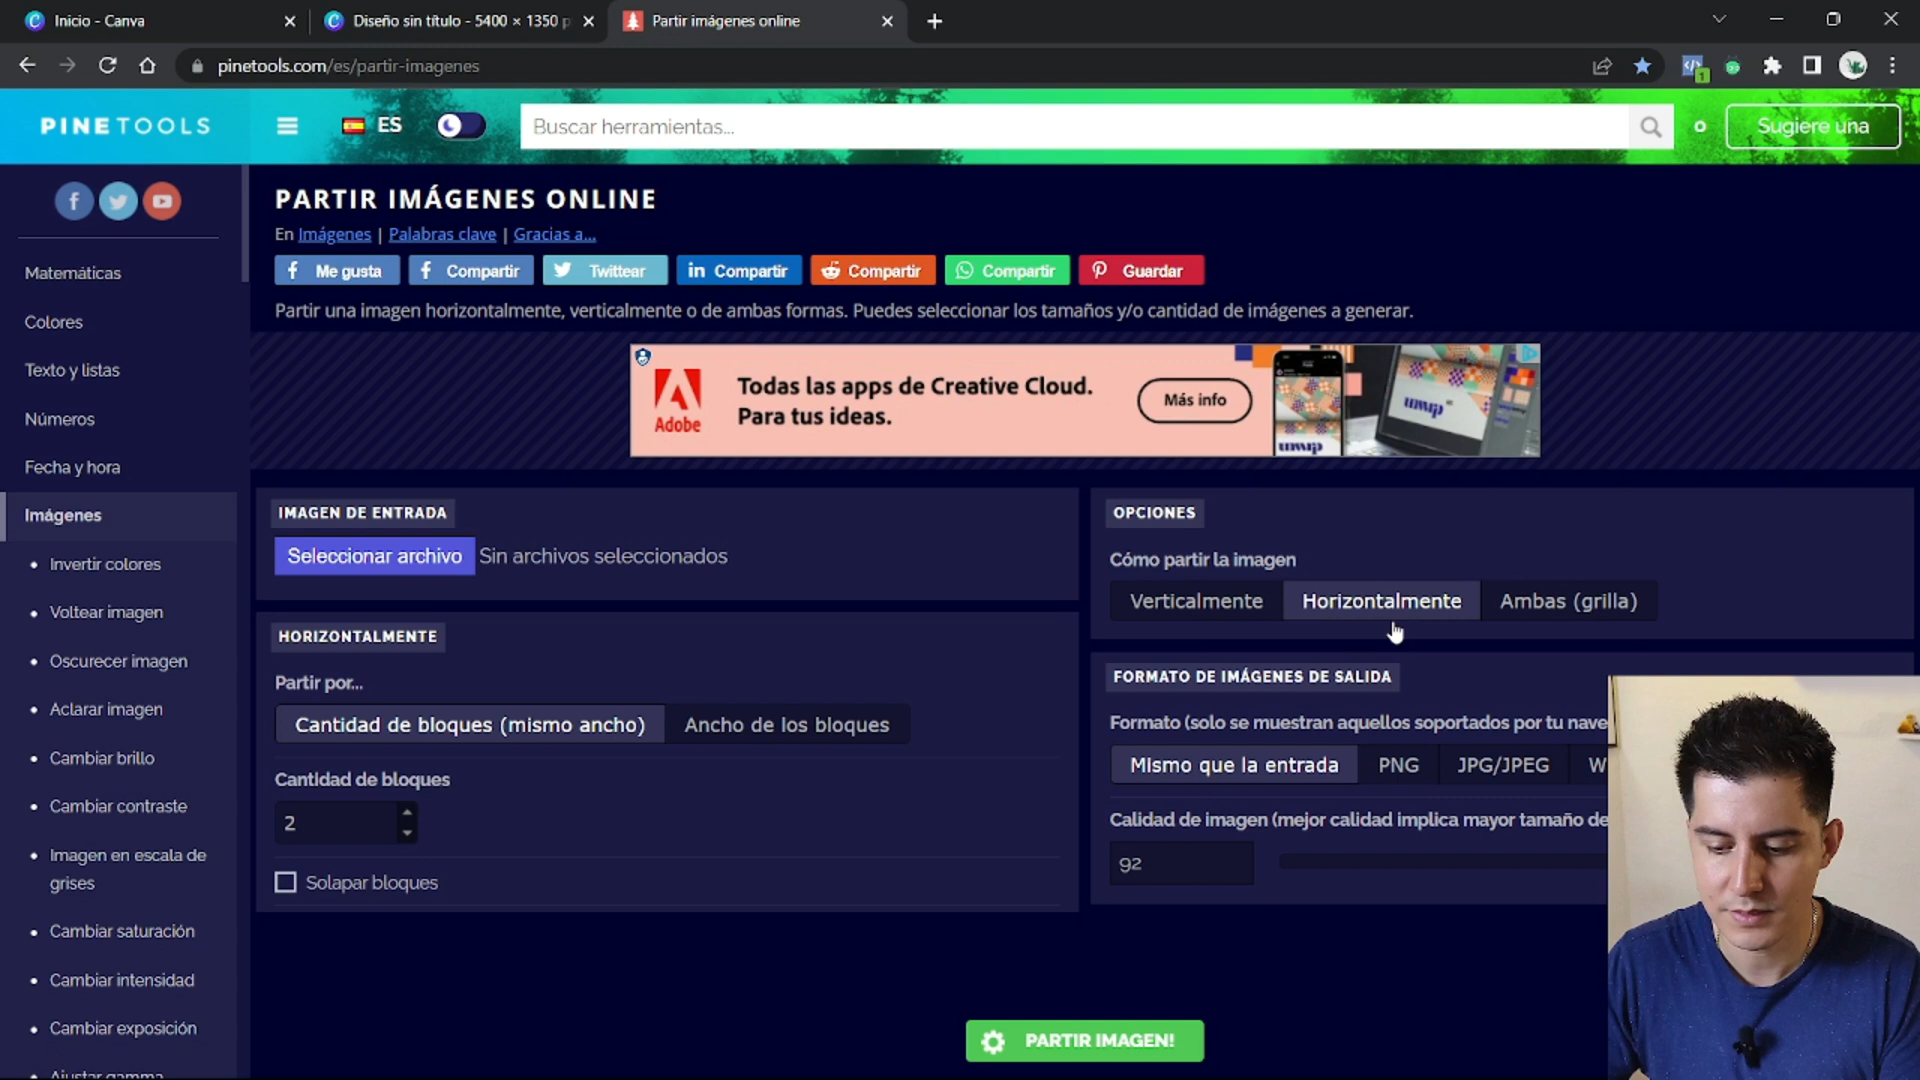 Inicio - Canva
Diseño sin título - 5400 × 1350 p
Partir imágenes online
pinetools.com/es/partir-imagenes
1
PINETOOLS
ES
Buscar herramientas...
o
Sugiere una
PARTIR IMÁGENES ONLINE
En Imágenes | Palabras clave | Gracias a...
Me gusta
Compartir
Twittear
Compartir
Compartir
Compartir
Guardar
Partir una imagen horizontalmente, verticalmente o de ambas formas. Puedes seleccionar los tamaños y/o cantidad de imágenes a generar.
Adobe
Todas las apps de Creative Cloud.
Para tus ideas.
Más info
Matemáticas
Colores
Texto y listas
Números
Fecha y hora
Imágenes
Invertir colores
Voltear imagen
Oscurecer imagen
Aclarar imagen
Cambiar brillo
Cambiar contraste
Imagen en escala de
grises
Cambiar saturación
Cambiar intensidad
Cambiar exposición
Ajustar gamma
IMAGEN DE ENTRADA
Seleccionar archivo Sin archivos seleccionados
HORIZONTALMENTE
Partir por...
Cantidad de bloques (mismo ancho)
Ancho de los bloques
Cantidad de bloques
2
Solapar bloques
OPCIONES
Cómo partir la imagen
Verticalmente
Horizontalmente
Ambas (grilla)
FORMATO DE IMÁGENES DE SALIDA
Formato (solo se muestran aquellos soportados por tu nave
Mismo que la entrada
PNG
JPG/JPEG
W
Calidad de imagen (mejor calidad implica mayor tamaño de
92
PARTIR IMAGEN!